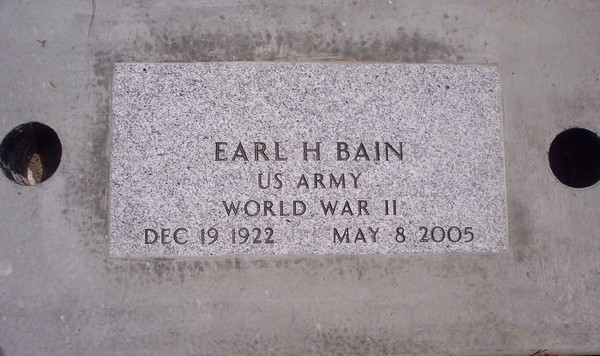 EARL H BAIN
US ARMY
WORLD WAR II
DEC 19 1922 MAY 8 2005